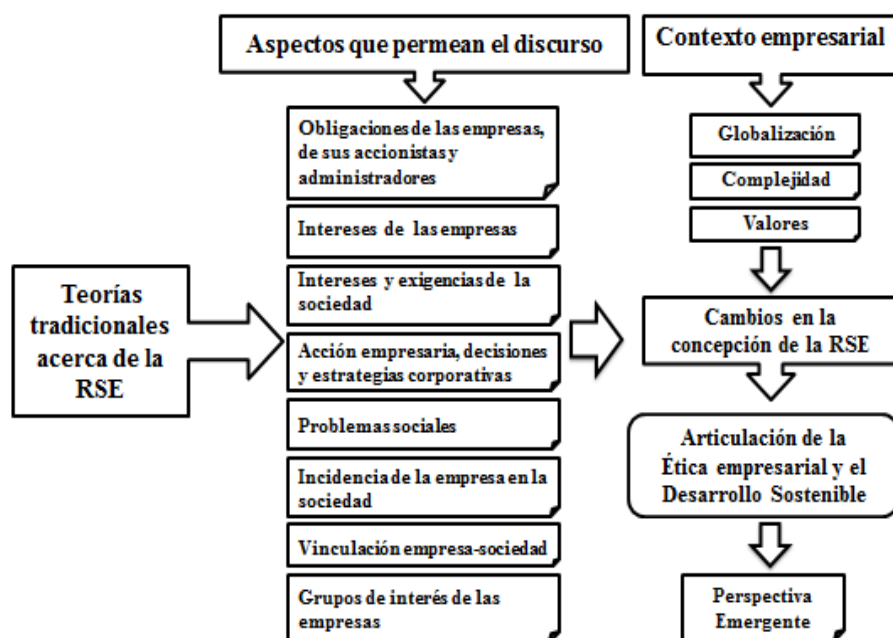 Aspectos que permean el discurso
Contexto empresarial
Obligaciones de las empresas,
de sus accionistas y
administradores
Intereses de las empresas
Intereses y exigencias de la
sociedad
Acción empresaria, decisiones
y estrategias corporativas
Problemas sociales
Incidencia de la empresa en la
sociedad
Vinculación empresa-sociedad
Grupos de interés de las
empresas
Teorías
tradicionales
acerca de la
RSE
Globalización
Complejidad
Valores
Cambios en la
concepción de la RSE
Articulación de la
Ética empresarial y el
Desarrollo Sostenible
Perspectiva
Emergente